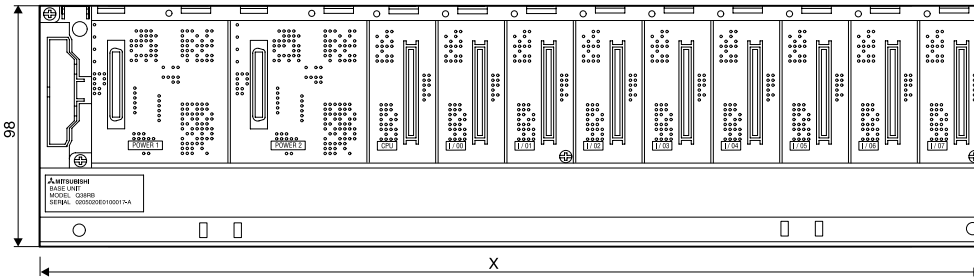 98
POWER 1
POWER 2
CPU
I / 00
I / 01
I / 02
I / 03
I / 04
I / 05
I / 06
I / 07
MITSUBISHI
BASE UNIT
MODEL Q38RB
SERIAL 0205020E0100017-A
X